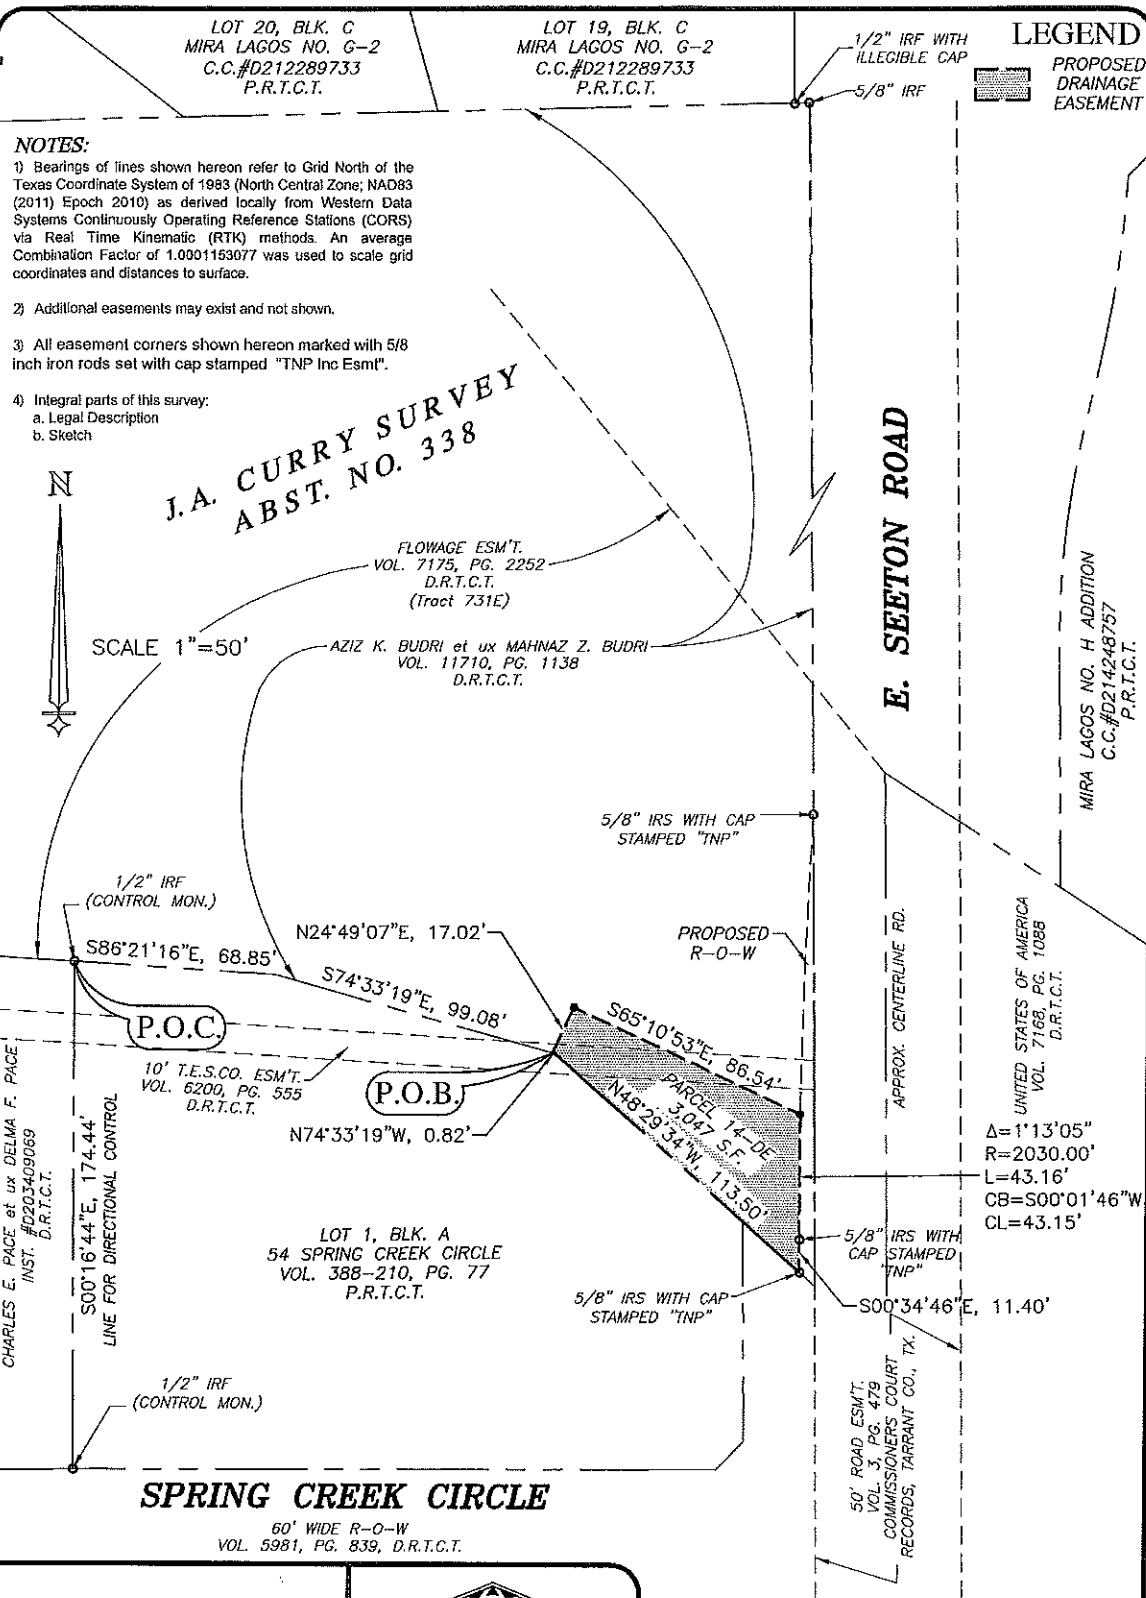 LOT 20, BLK. C
MIRA LAGOS NO. G-2
C.C.#D212289733
P.R.T.C.T.
LOT 19, BLK. C
MIRA LAGOS NO. G-2
C.C.#D212289733
P.R.T.C.T.
1/2" IRF WITH
ILLEGIBLE CAP
5/8" IRF
LEGEND
PROPOSED
DRAINAGE
EASEMENT
NOTES:
1) Bearings of lines shown hereon refer to Grid North of the
Texas Coordinate System of 1983 (North Central Zone; NAD83
(2011) Epoch 2010) as derived locally from Western Data
Systems Continuously Operating Reference Stations (CORS)
via Real Time Kinematic (RTK) methods. An average
Combination Factor of 1.0001153077 was used to scale grid
coordinates and distances to surface.
2) Additional easements may exist and not shown.
3) All easement corners shown hereon marked with 5/8
inch iron rods set with cap stamped "TNP Inc Esmt".
4) Integral parts of this survey:
a. Legal Description
b. Sketch
N
J.A. CURRY SURVEY
ABST. NO. 338
FLOWAGE ESM'T.
VOL. 7175, PG. 2252
D.R.T.C.T.
(Tract 731E)
SCALE 1"=50'
AZIZ K. BUDRI et ux MAHNAZ Z. BUDRI
VOL. 11710, PG. 1138
D.R.T.C.T.
E. SEETON ROAD
MIRA LAGOS NO. H ADDITION
C.C.#D214248757
P.R.T.C.T.
5/8" IRS WITH CAP
STAMPED "TNP"
1/2" IRF
(CONTROL MON.)
S86°21'16"E, 68.85'
N24°49'07"E, 17.02'
S74°33'19"E, 99.08'
PROPOSED
R-O-W
APPROX. CENTERLINE RD.
UNITED STATES OF AMERICA
VOL. 7168, PG. 1088
D.R.T.C.T.
P.O.C.
S65°10'53"E, 86.54'
10' T.E.S.CO. ESM'T.
VOL. 6200, PG. 555
D.R.T.C.T.
P.O.B.
N74°33'19"W, 0.82'
PARCEL 14-DE
3,047 S.F.
N48°29'34"W, 113.50'
Δ=1°13'05"
R=2030.00'
L=43.16'
CB=S00°01'46"W
CL=43.15'
CHARLES E. PACE et ux DELMA F. PACE
INST. #D203409069
D.R.T.C.T.
S00°16'44"E, 174.44'
LINE FOR DIRECTIONAL CONTROL
LOT 1, BLK. A
54 SPRING CREEK CIRCLE
VOL. 388-210, PG. 77
P.R.T.C.T.
5/8" IRS WITH
CAP STAMPED
"TNP"
5/8" IRS WITH CAP
STAMPED "TNP"
S00°34'46"E, 11.40'
1/2" IRF
(CONTROL MON.)
50' ROAD ESM'T.
VOL. 3, PG. 479
COMMISSIONERS COURT
RECORDS, TARRANT CO., TX.
SPRING CREEK CIRCLE
60' WIDE R-O-W
VOL. 5981, PG. 839, D.R.T.C.T.